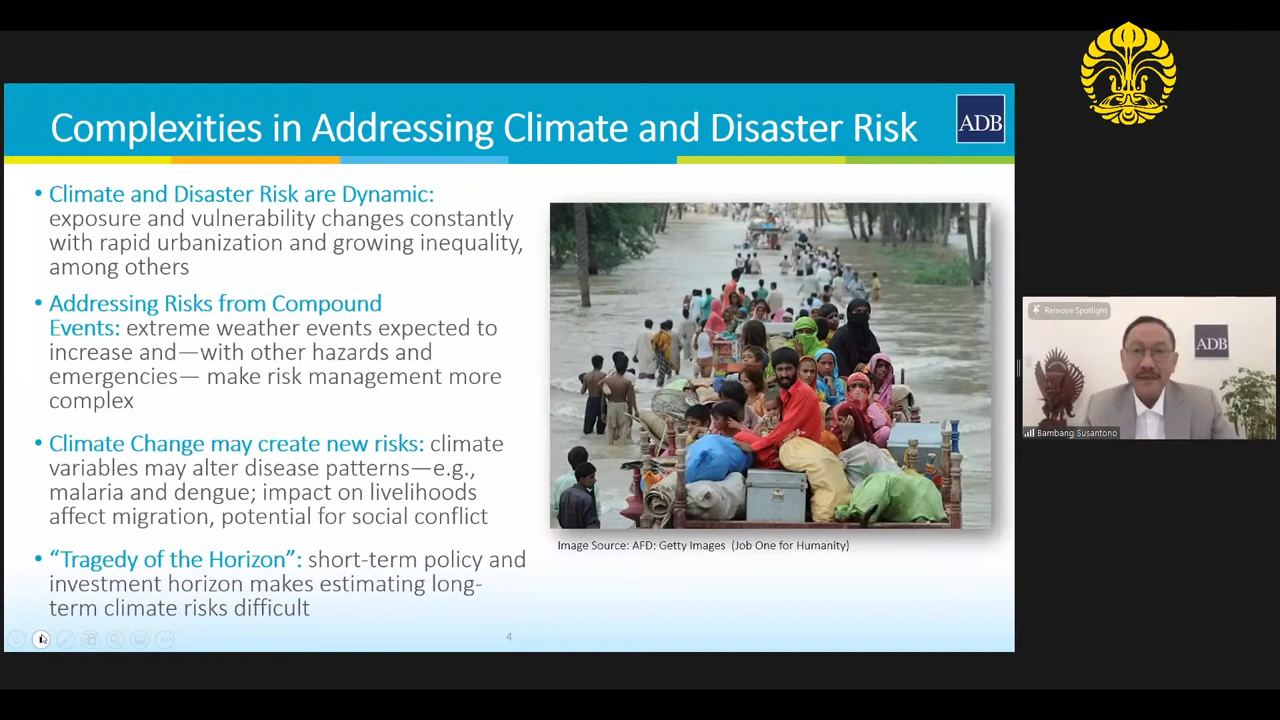 Complexities in Addressing Climate and Disaster Risk
ADB
• Climate and Disaster Risk are Dynamic:
exposure and vulnerability changes constantly
with rapid urbanization and growing inequality,
among others
• Addressing Risks from Compound
Events: extreme weather events expected to
increase and—with other hazards and
emergencies— make risk management more
complex
• Climate Change may create new risks: climate
variables may alter disease patterns—e.g.,
malaria and dengue; impact on livelihoods
affect migration, potential for social conflict
• “Tragedy of the Horizon”: short-term policy and
investment horizon makes estimating long-
term climate risks difficult
Image Source: AFD: Getty Images (Job One for Humanity)
4
Remove Spotlight
ADB
Bambang Susantono